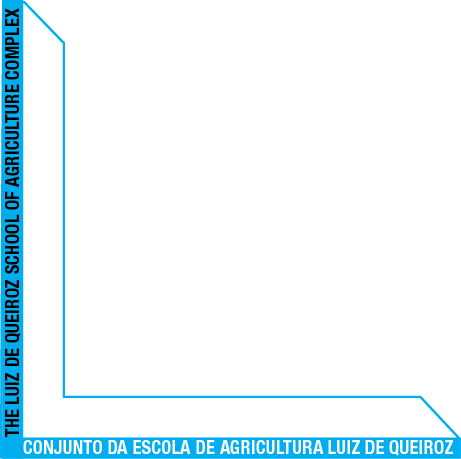 THE LUIZ DE QUEIROZ SCHOOL OF AGRICULTURE COMPLEX
CONJUNTO DA ESCOLA DE AGRICULTURA LUIZ DE QUEIROZ